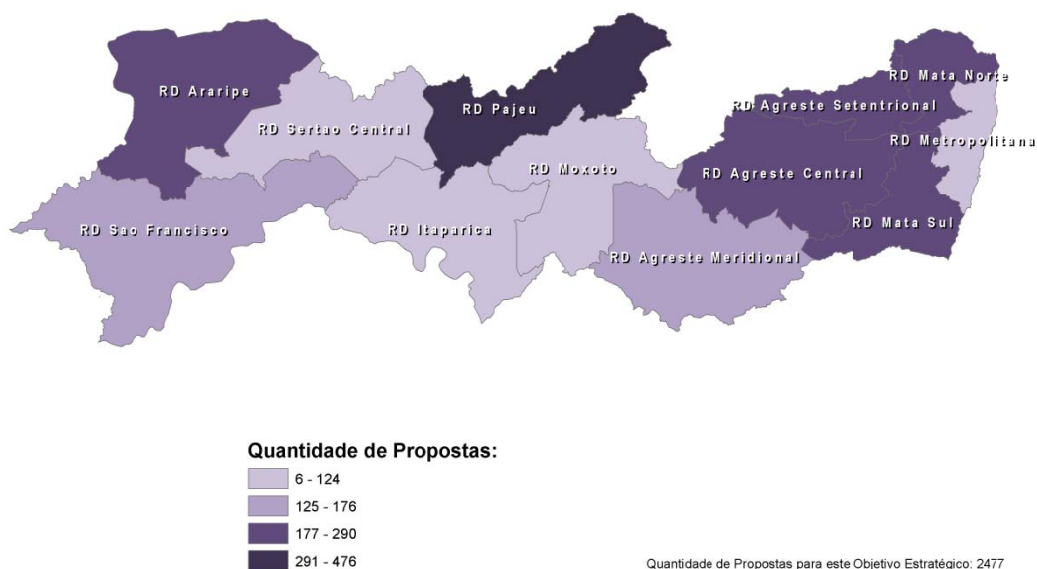 RD Araripe
RD Mata Norte
RD Pajeu
RD Agreste Setentrional
RD Sertao Central
RD Metropolitana
RD Moxoto
RD Agreste Central
RD Mata Sul
RD Sao Francisco
RD Itaparica
RD Agreste Meridional
Quantidade de Propostas:
6 - 124
125 - 176
177 - 290
291 - 476
Quantidade de Propostas para este Objetivo Estratégico: 2477